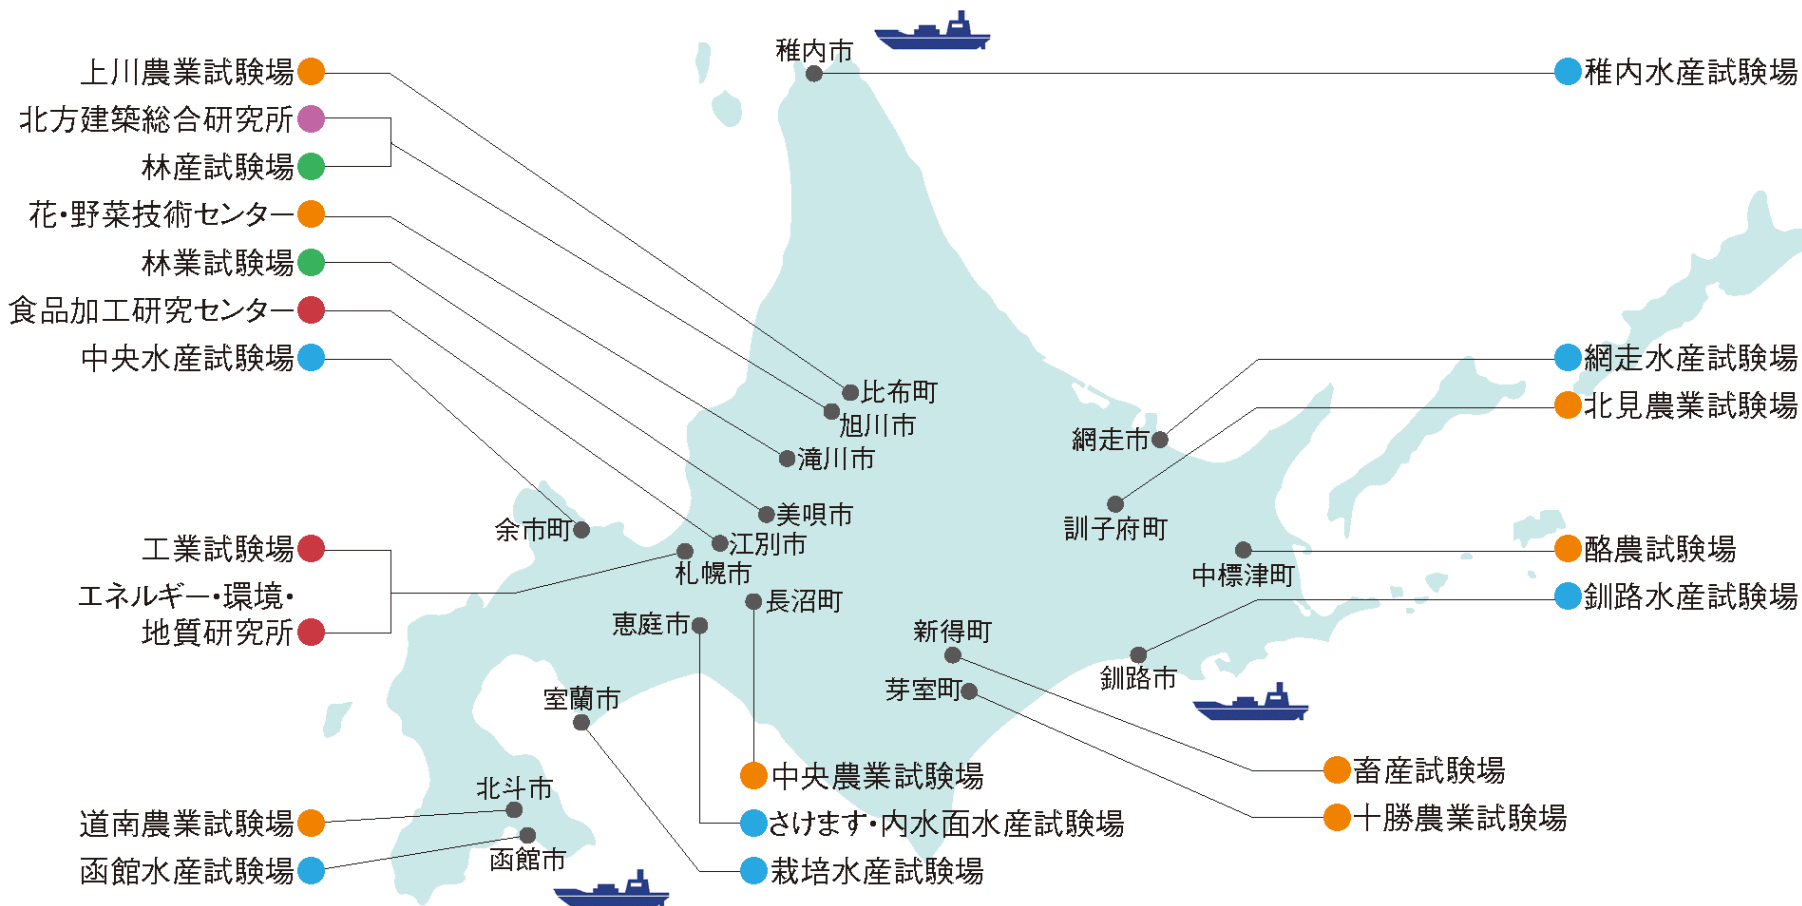 稚内市
上川農業試験場
稚内水産試験場
北方建築総合研究所
林産試験場
花・野菜技術センター
林業試験場
食品加工研究センター
中央水産試験場
網走水産試験場
比布町
北見農業試験場
旭川市
網走市
滝川市
美唄市
余市町
訓子府町
江別市
工業試験場
酪農試験場
札幌市
中標津町
エネルギー・環境・
地質研究所
長沼町
釧路水産試験場
恵庭市
新得町
釧路市
芽室町
室蘭市
中央農業試験場
畜産試験場
北斗市
道南農業試験場
さけます・内水面水産試験場
十勝農業試験場
函館市
函館水産試験場
栽培水産試験場